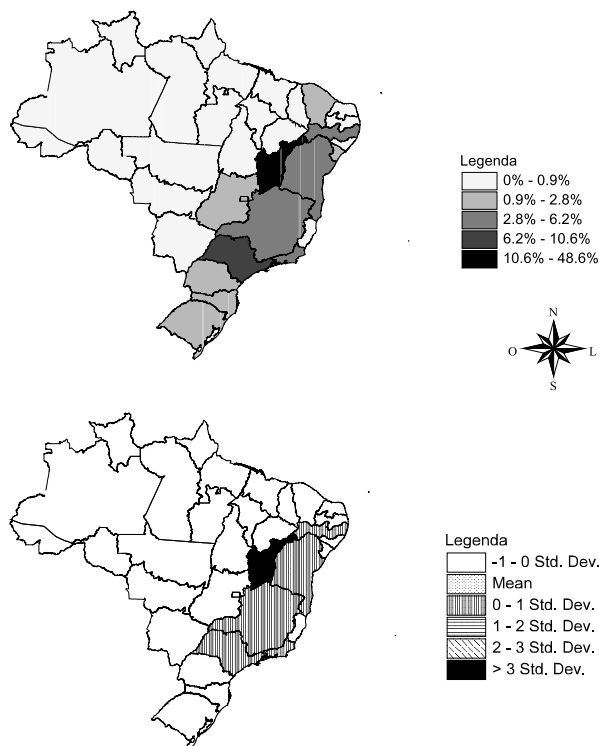 Legenda
0% - 0.9%
0.9% - 2.8%
2.8% - 6.2%
6.2% - 10.6%
10.6% - 48.6%
N
O L
S
Legenda
-1 - 0 Std. Dev.
Mean
0 - 1 Std. Dev.
1 - 2 Std. Dev.
2 - 3 Std. Dev.
> 3 Std. Dev.